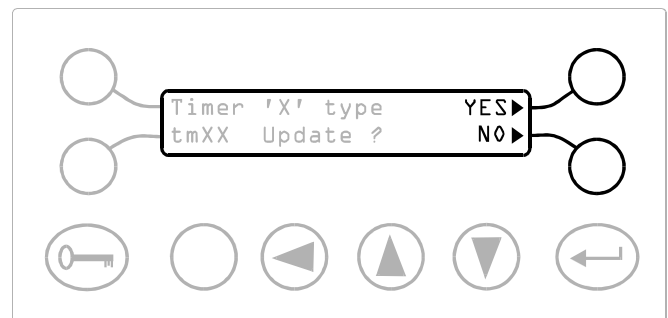 Timer 'X' type YES▶
tmXX Update ? NO▶